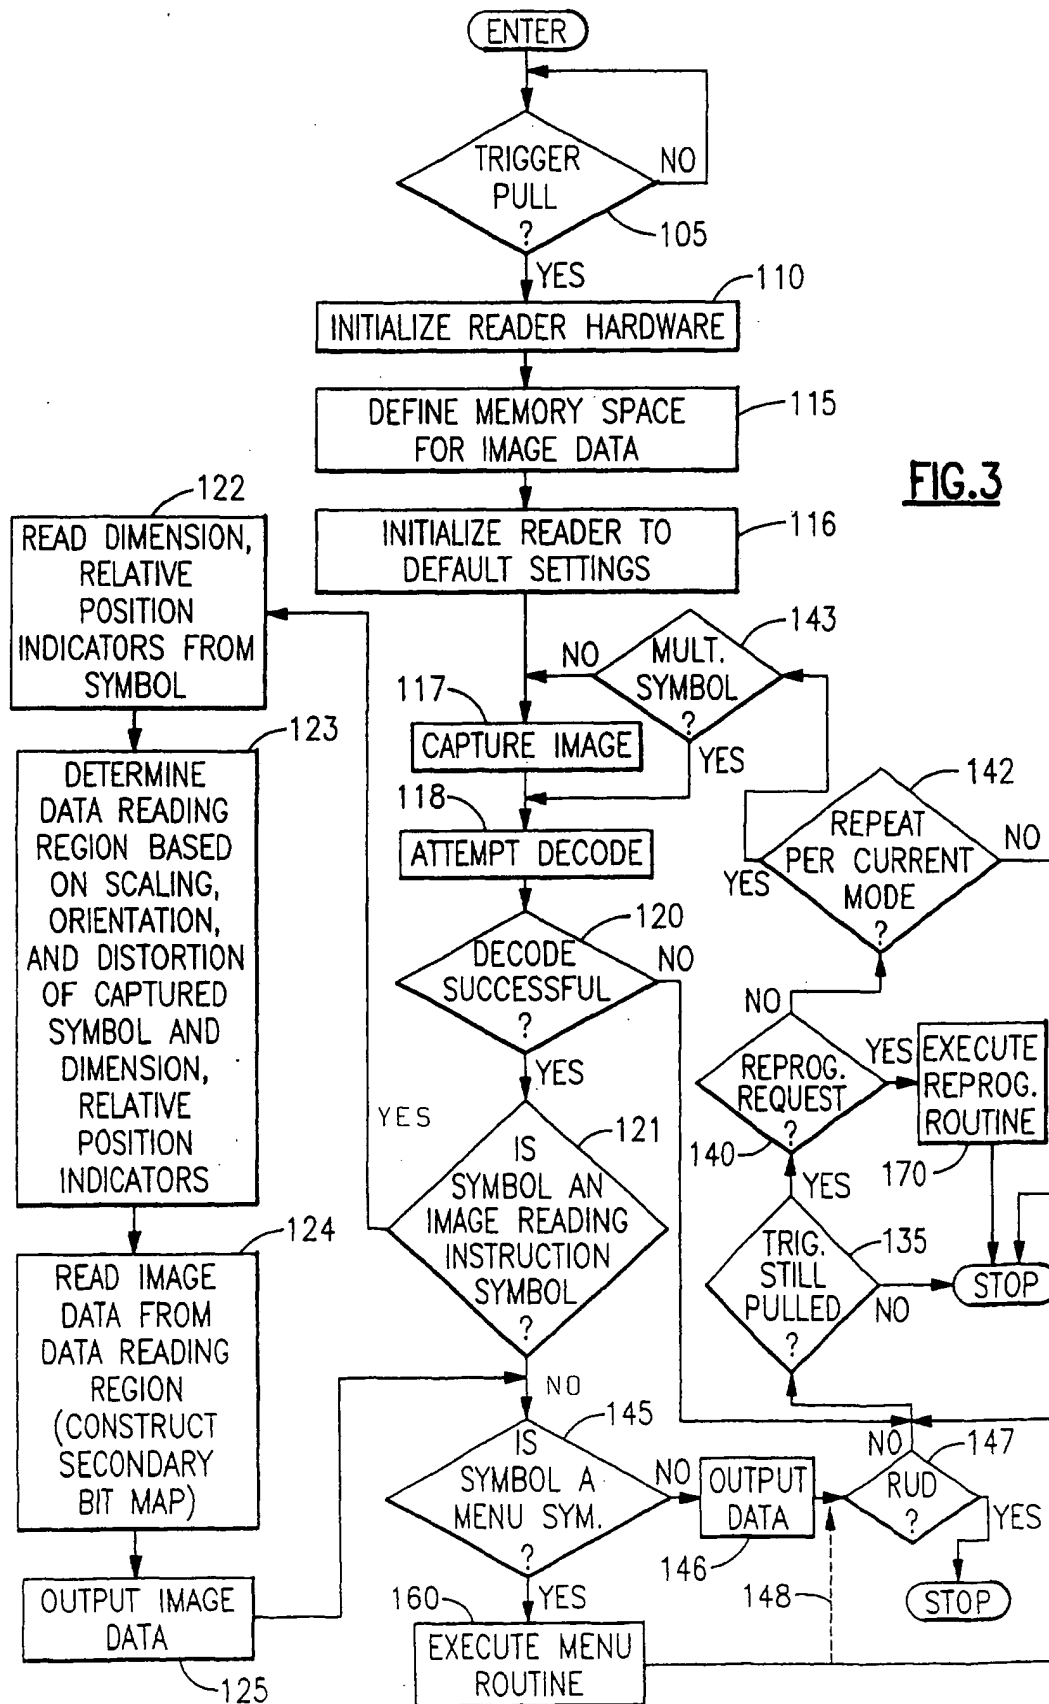 ENTER
TRIGGER
PULL
?
NO
105
YES
110
INITIALIZE READER HARDWARE
DEFINE MEMORY SPACE
FOR IMAGE DATA
115
FIG.3
INITIALIZE READER TO
DEFAULT SETTINGS
116
122
READ DIMENSION,
RELATIVE
POSITION
INDICATORS FROM
SYMBOL
143
MULT.
SYMBOL
?
NO
YES
117
CAPTURE IMAGE
118
ATTEMPT DECODE
123
DETERMINE
DATA READING
REGION BASED
ON SCALING,
ORIENTATION,
AND DISTORTION
OF CAPTURED
SYMBOL AND
DIMENSION,
RELATIVE
POSITION
INDICATORS
142
REPEAT
PER CURRENT
MODE
?
NO
YES
120
DECODE
SUCCESSFUL
?
NO
YES
NO
REPROG.
REQUEST
?
140
YES
EXECUTE
REPROG.
ROUTINE
170
YES
121
IS
SYMBOL AN
IMAGE READING
INSTRUCTION
SYMBOL
?
YES
NO
TRIG.
STILL
PULLED
?
135
NO
STOP
124
READ IMAGE
DATA FROM
DATA READING
REGION
(CONSTRUCT
SECONDARY
BIT MAP)
145
IS
SYMBOL A
MENU SYM.
?
NO
YES
OUTPUT
DATA
146
NO
147
RUD
?
YES
STOP
148
OUTPUT IMAGE
DATA
125
160
EXECUTE MENU
ROUTINE